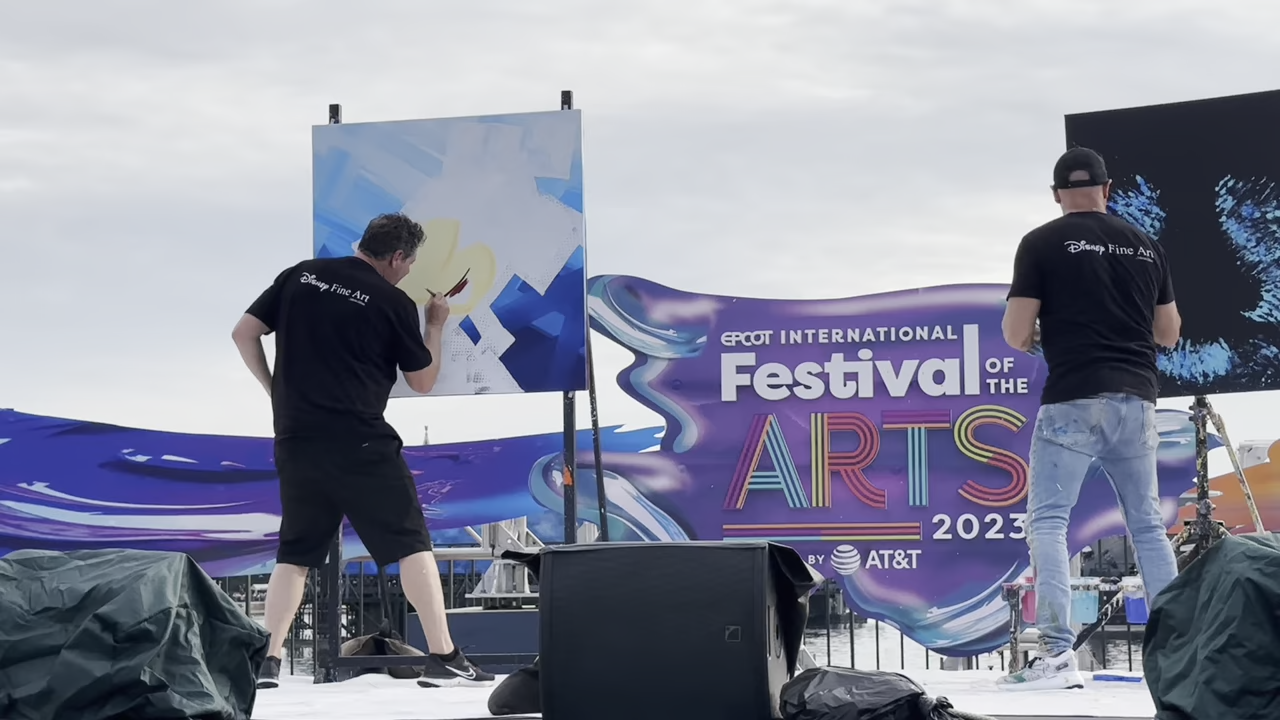 Disney Fine Art
Disney Fine Art
EPCOT INTERNATIONAL
Festival OF THE
ARTS
2023
BY AT&T